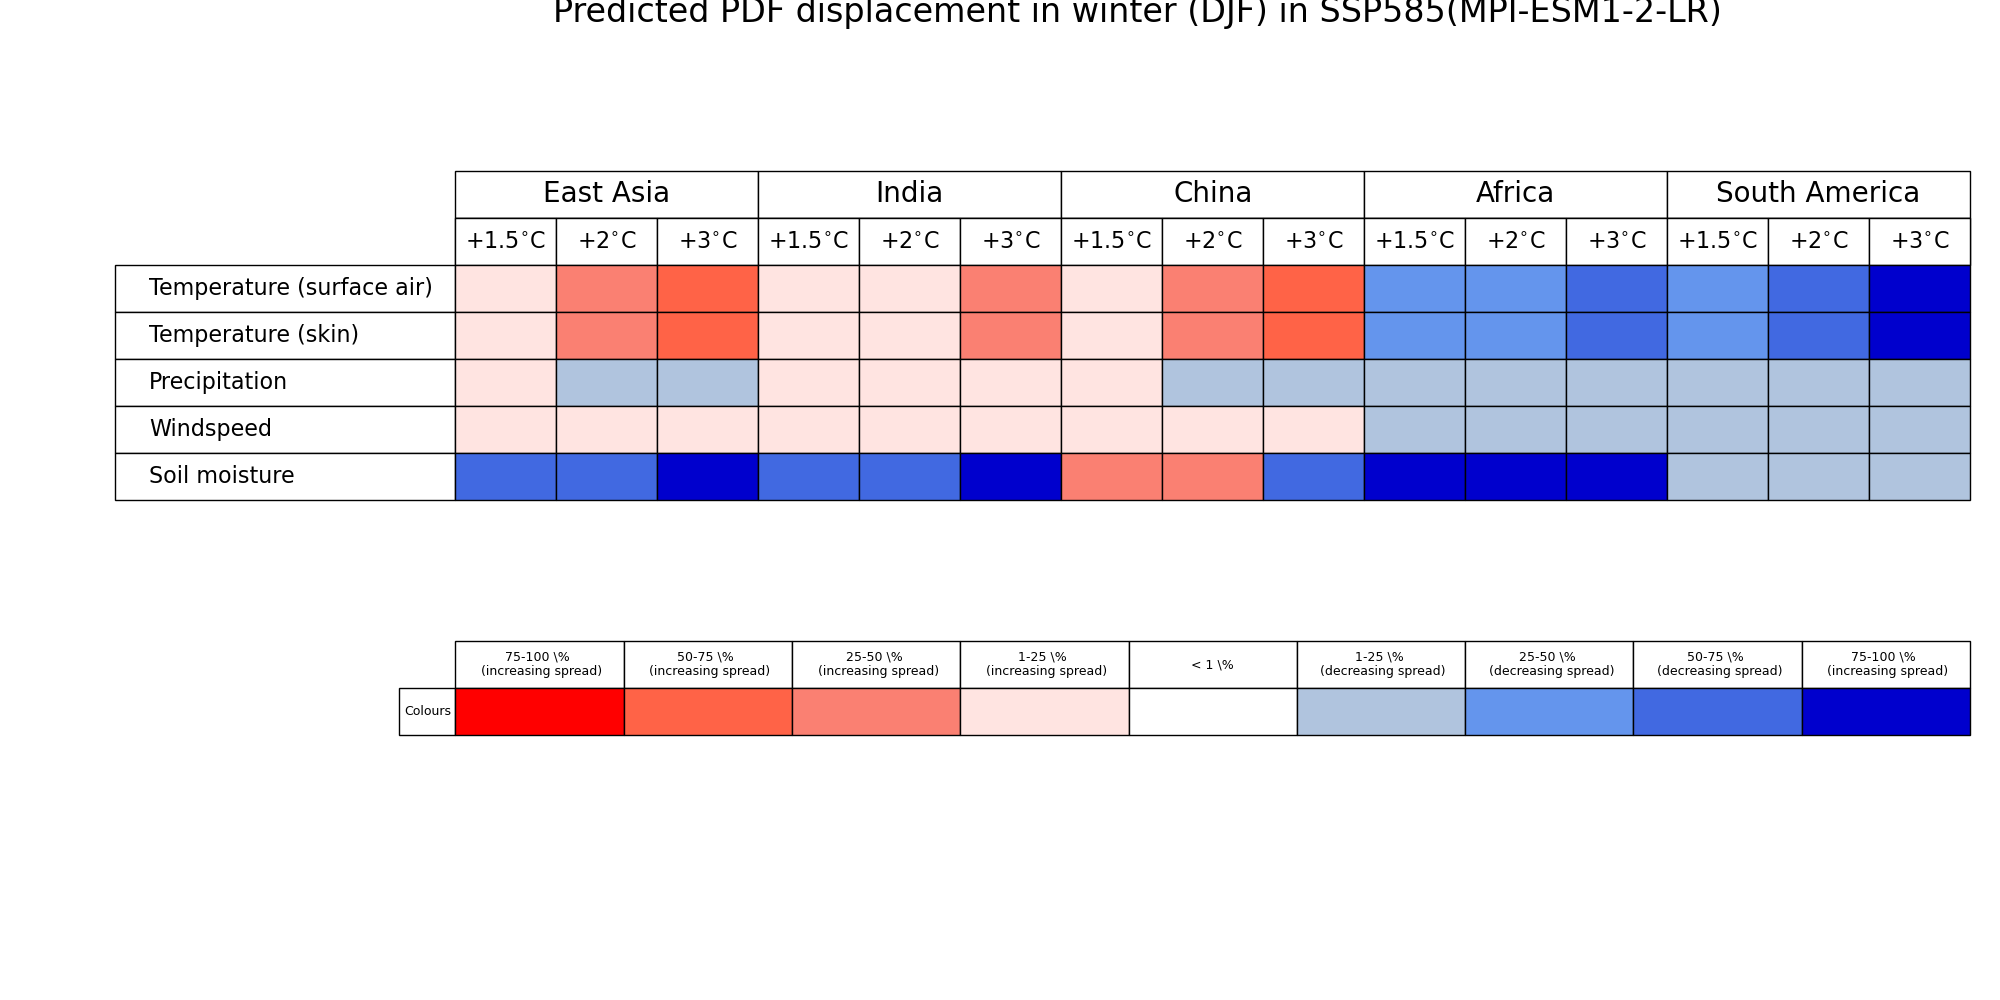 Predicted PDF displacement in winter (DJF) in SSP585(MPI-ESM1-2-LR)
East Asia India China Africa South America
+1.5°C +2°C +3°C +1.5°C +2°C +3°C +1.5°C +2°C +3°C +1.5°C +2°C +3°C +1.5°C +2°C +3°C
Temperature (surface air)
Temperature (skin)
Precipitation
Windspeed
Soil moisture
75-100 \% 50-75 \% 25-50 \% 1-25 \% < 1 \% 1-25 \% 25-50 \% 50-75 \% 75-100 \%
(increasing spread) (increasing spread) (increasing spread) (increasing spread) (decreasing spread) (decreasing spread) (decreasing spread) (increasing spread)
Colours